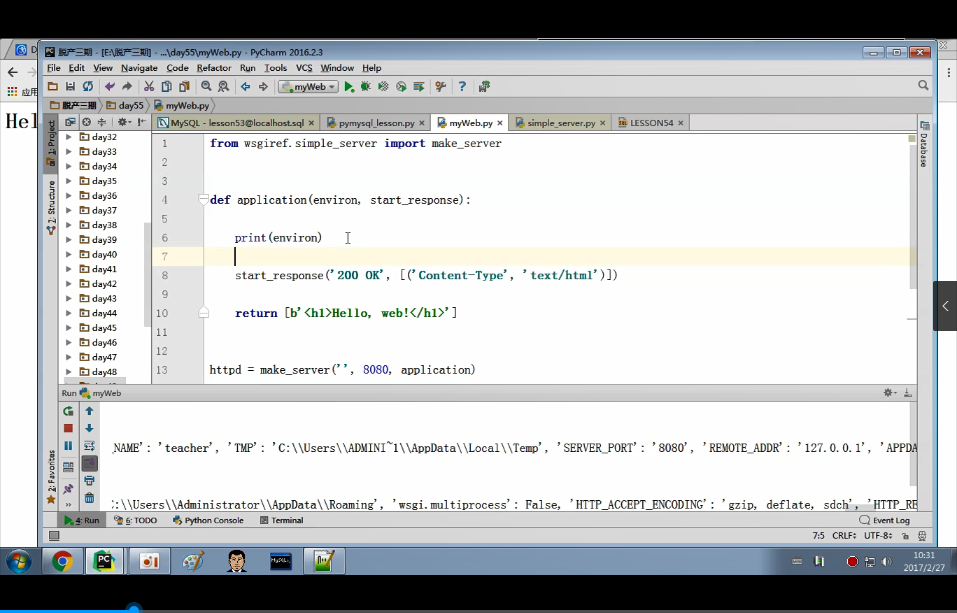 脱产三期 - [E:\脱产三期] - ...\day55\myWeb.py - PyCharm 2016.2.3
File Edit View Navigate Code Refactor Run Tools VCS Window Help
myWeb
应用
脱产三期 day55 myWeb.py
Hel
MySQL - lesson53@localhost.sql pymysql_lesson.py myWeb.py simple_server.py LESSON54
1: Project
2: Structure
2: Favorites
Database
day32
day33
day34
day35
day36
day37
day38
day39
day40
day41
day42
day43
day44
day45
day46
day47
day48
1 from wsgiref.simple_server import make_server
2
3
4 def application(environ, start_response):
5
6 print(environ)
7
8 start_response('200 OK', [('Content-Type', 'text/html')])
9
10 return [b'<h1>Hello, web!</h1>']
11
12
13 httpd = make_server('', 8080, application)
Run myWeb
_NAME': 'teacher', 'TMP': 'C:\\Users\\ADMINI~1\\AppData\\Local\\Temp', 'SERVER_PORT': '8080', 'REMOTE_ADDR': '127.0.0.1', 'APPDA
C:\\Users\\Administrator\\AppData\\Roaming', 'wsgi.multiprocess': False, 'HTTP_ACCEPT_ENCODING': 'gzip, deflate, sdch', 'HTTP_RE
4: Run 6: TODO Python Console Terminal Event Log
7:5 CRLF UTF-8
10:31
2017/2/27